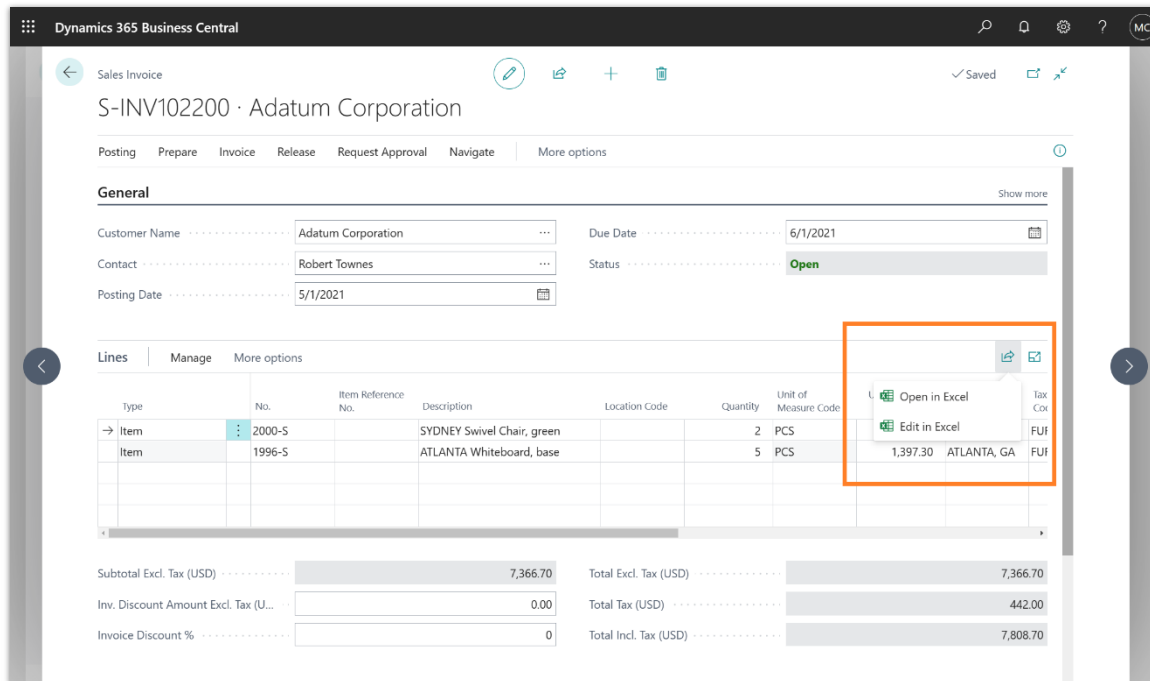 Dynamics 365 Business Central
MC
Sales Invoice
Saved
S-INV102200 · Adatum Corporation
Posting Prepare Invoice Release Request Approval Navigate More options
General Show more
Customer Name Adatum Corporation Due Date 6/1/2021
Contact Robert Townes Status Open
Posting Date 5/1/2021
Lines Manage More options
Open in Excel
Edit in Excel
Type No. Item Reference No. Description Location Code Quantity Unit of Measure Code Tax
Item 2000-S SYDNEY Swivel Chair, green 2 PCS
Item 1996-S ATLANTA Whiteboard, base 5 PCS 1,397.30 ATLANTA, GA
Subtotal Excl. Tax (USD) 7,366.70 Total Excl. Tax (USD) 7,366.70
Inv. Discount Amount Excl. Tax (U... 0.00 Total Tax (USD) 442.00
Invoice Discount % 0 Total Incl. Tax (USD) 7,808.70